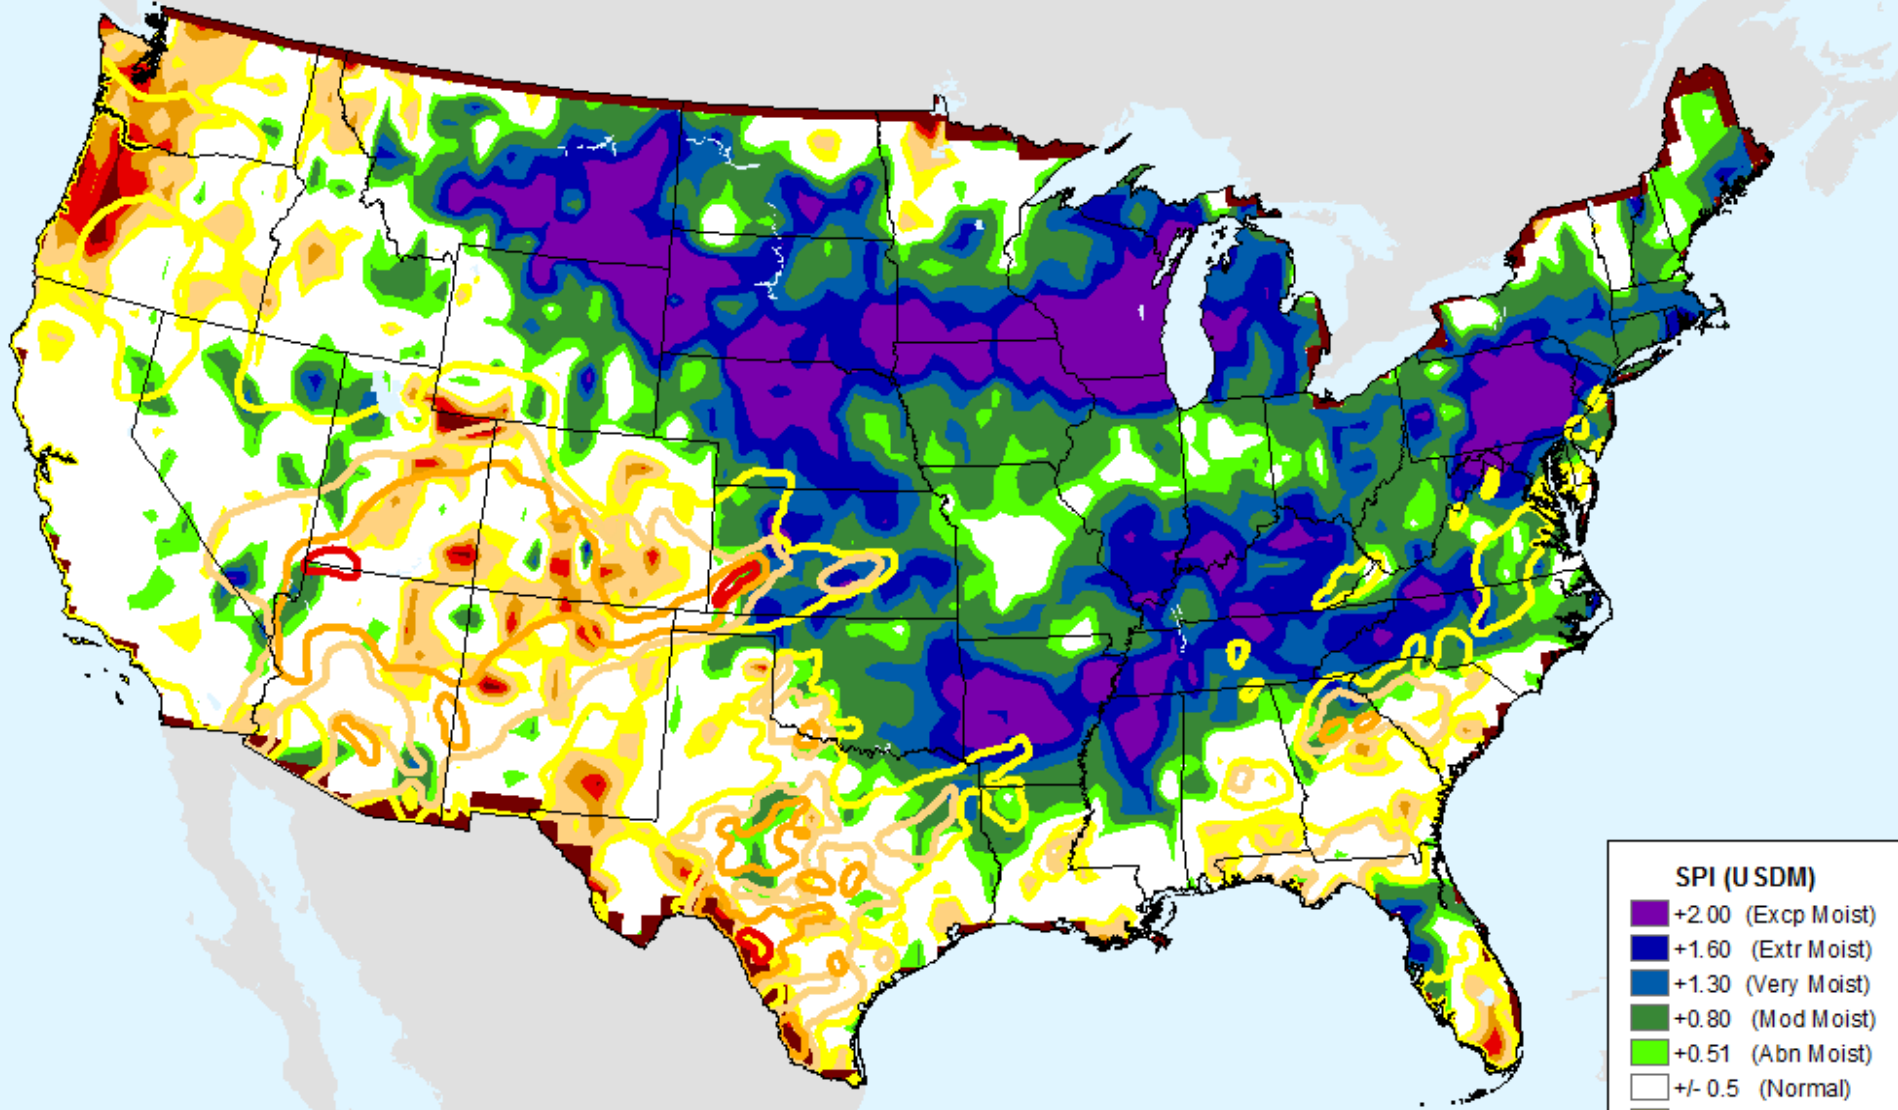 SPI (USDM)
+2.00 (Excp Moist)
+1.60 (Extr Moist)
+1.30 (Very Moist)
+0.80 (Mod Moist)
+0.51 (Abn Moist)
+/- 0.5 (Normal)